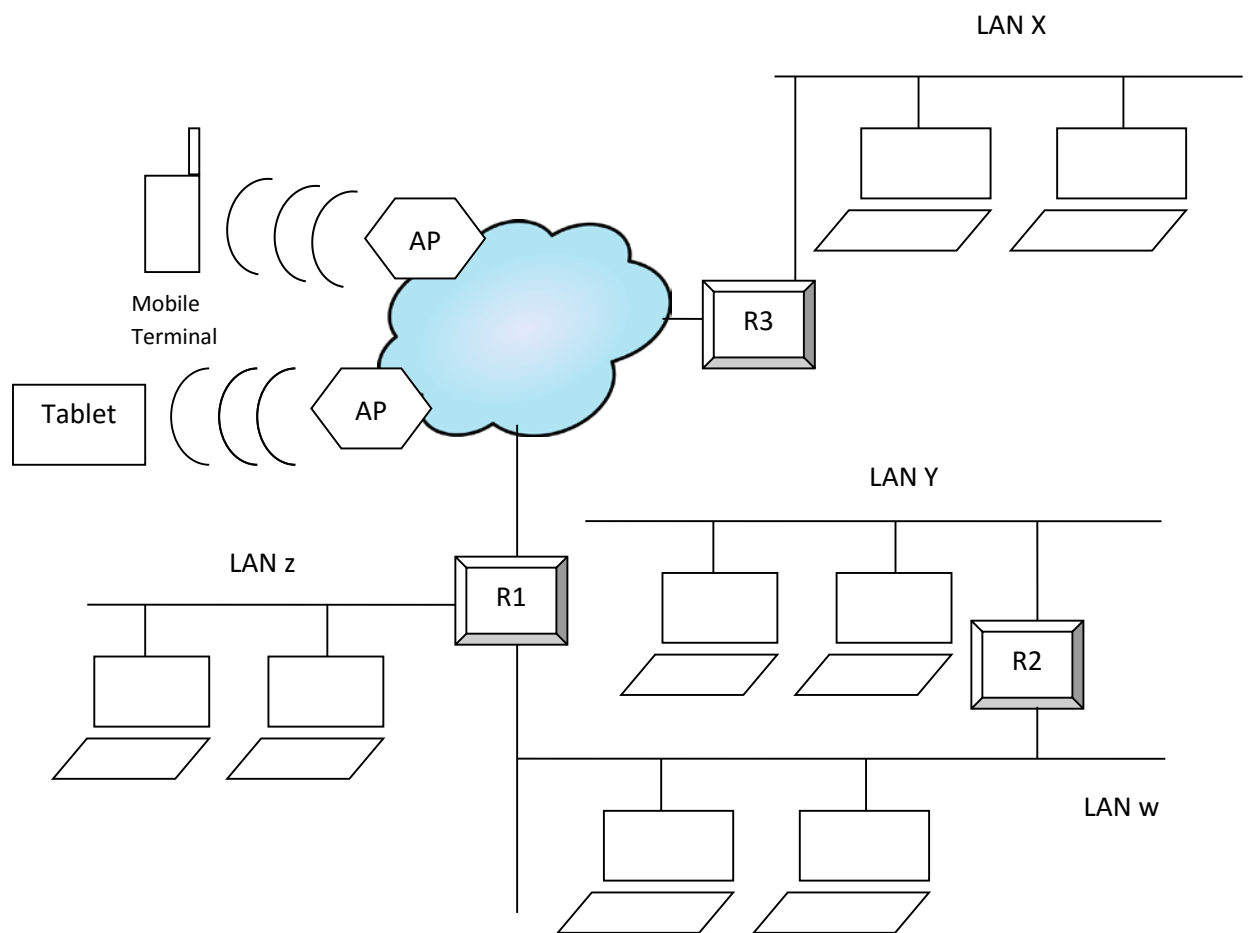 LAN X
AP
Mobile
Terminal
R3
Tablet
AP
LAN Y
LAN z
R1
R2
LAN w